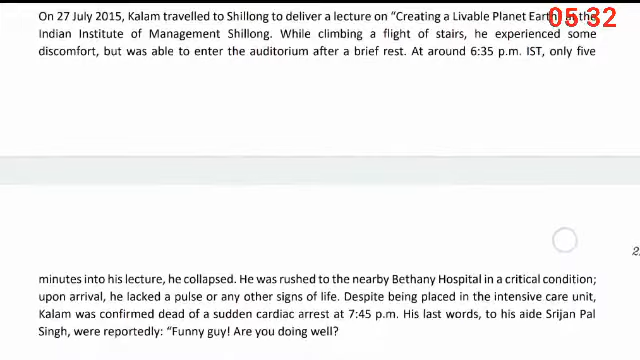 On 27 July 2015, Kalam travelled to Shillong to deliver a lecture on “Creating a Livable Planet Earth” at the
05:32
Indian Institute of Management Shillong. While climbing a flight of stairs, he experienced some
discomfort, but was able to enter the auditorium after a brief rest. At around 6:35 p.m. IST, only five
2
minutes into his lecture, he collapsed. He was rushed to the nearby Bethany Hospital in a critical condition;
upon arrival, he lacked a pulse or any other signs of life. Despite being placed in the intensive care unit,
Kalam was confirmed dead of a sudden cardiac arrest at 7:45 p.m. His last words, to his aide Srijan Pal
Singh, were reportedly: “Funny guy! Are you doing well?